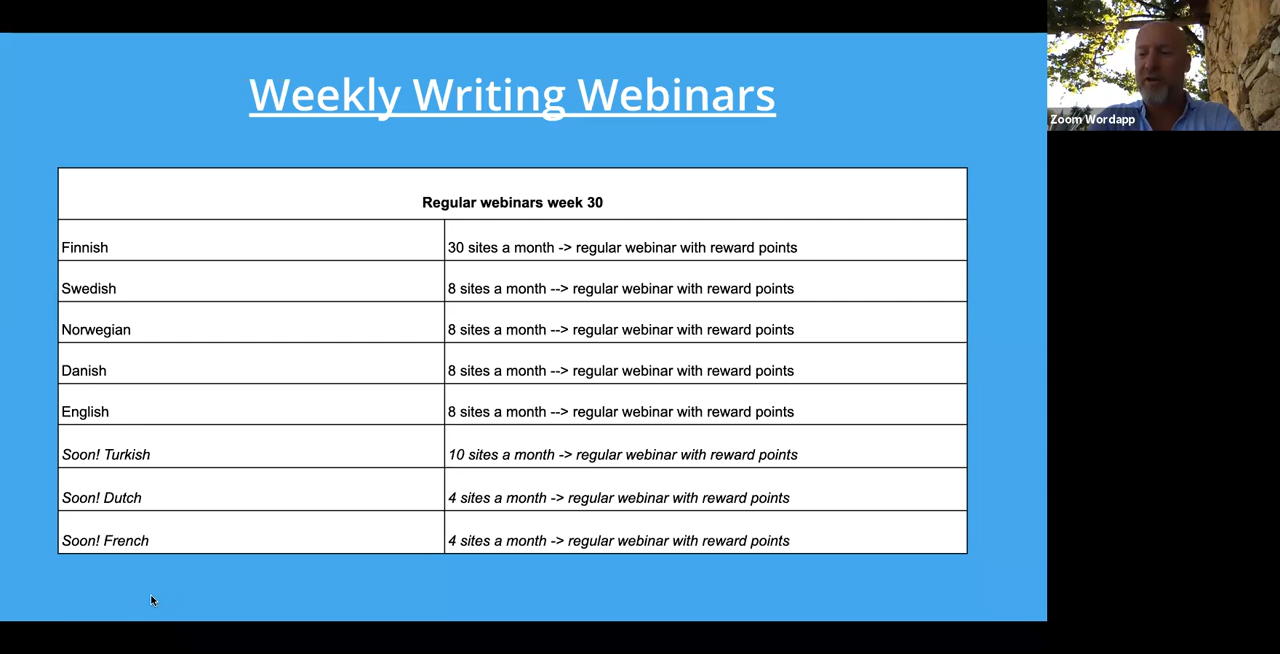 Weekly Writing Webinars
Zoom Wordapp
Regular webinars week 30
Finnish 30 sites a month -> regular webinar with reward points
Swedish 8 sites a month --> regular webinar with reward points
Norwegian 8 sites a month --> regular webinar with reward points
Danish 8 sites a month --> regular webinar with reward points
English 8 sites a month --> regular webinar with reward points
Soon! Turkish 10 sites a month -> regular webinar with reward points
Soon! Dutch 4 sites a month -> regular webinar with reward points
Soon! French 4 sites a month -> regular webinar with reward points